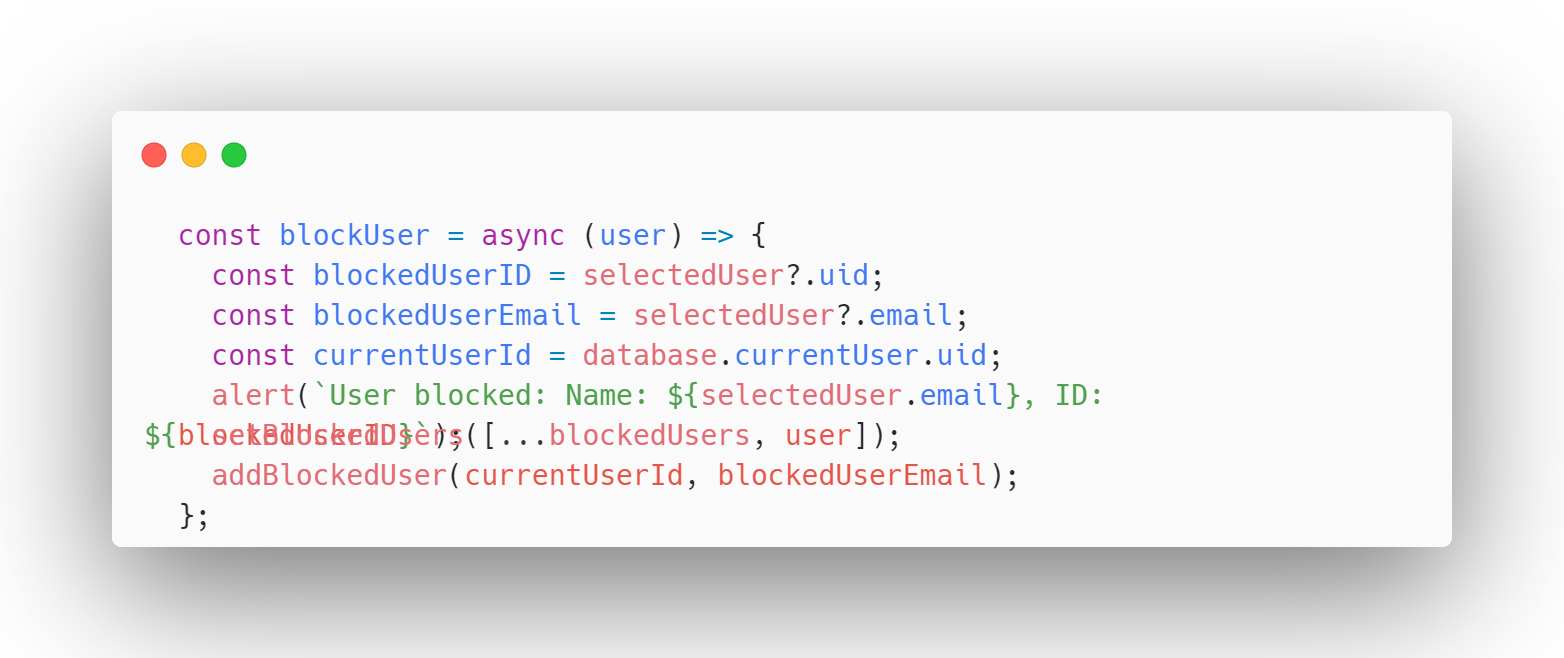 const blockUser = async (user) => {
const blockedUserID = selectedUser?.uid;
const blockedUserEmail = selectedUser?.email;
const currentUserId = database.currentUser.uid;
alert(`User blocked: Name: ${selectedUser.email}, ID:
${blockedUserID}`);
setBlockedUsers([...blockedUsers, user]);
addBlockedUser(currentUserId, blockedUserEmail);
};